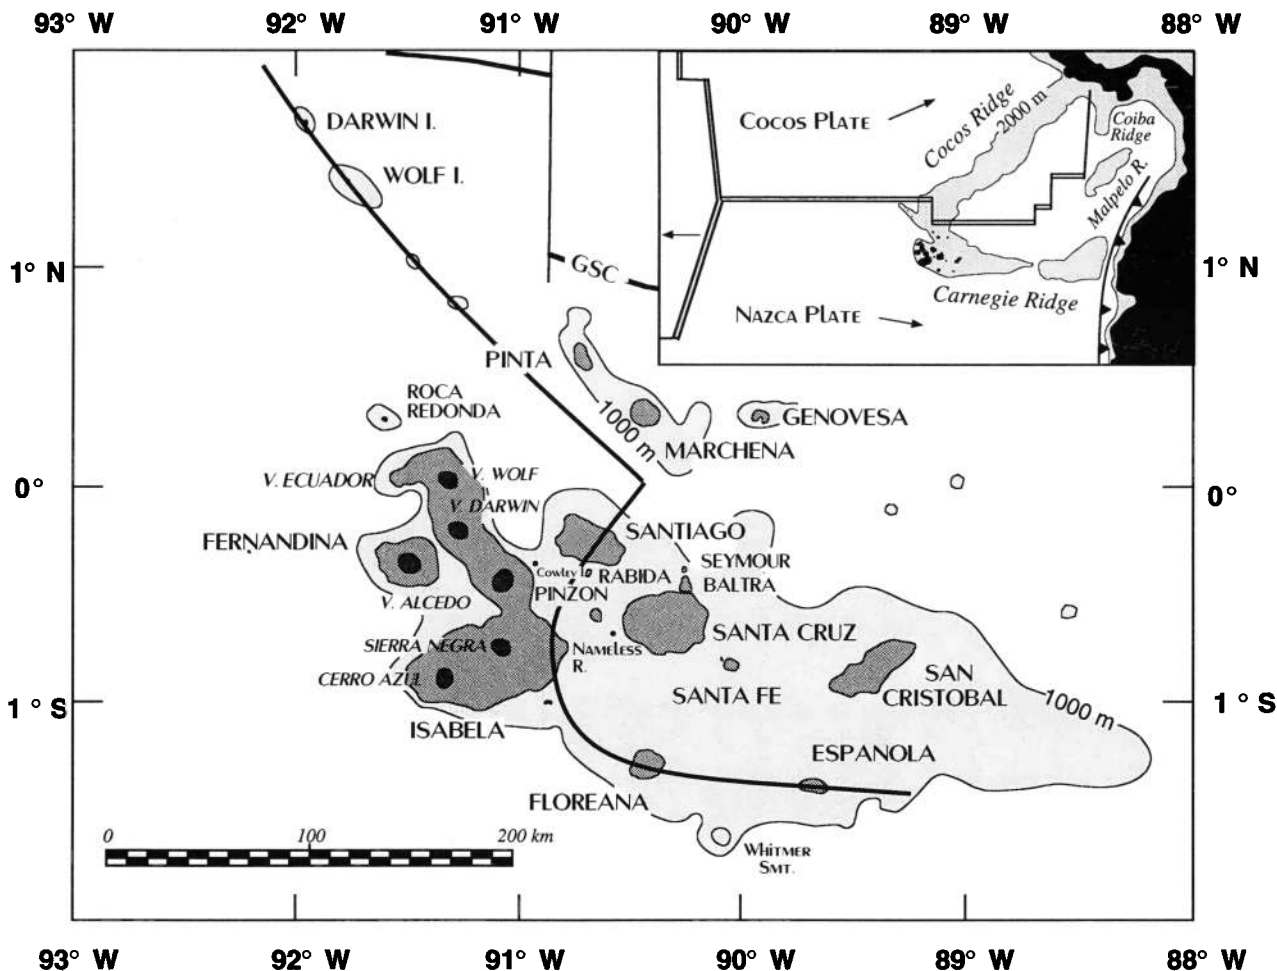 93° W
92° W
91° W
90° W
89° W
88° W
DARWIN I.
WOLF I.
COCOS PLATE
Cocos Ridge
2000 m
Coiba
Ridge
Malpelo R.
1° N
GSC
1° N
Carnegie Ridge
NAZCA PLATE
PINTA
ROCA
REDONDA
1000 m
GENOVESA
MARCHENA
V. ECUADOR
V. WOLF
0°
0°
V. DARWIN
FERNANDINA
SANTIAGO
SEYMOUR
BALTRA
Cowley
RABIDA
PINZON
V. ALCEDO
SANTA CRUZ
SIERRA NEGRA
NAMELESS
R.
CERRO AZUL
SANTA FE
SAN
CRISTOBAL
1° S
1000 m
1° S
ISABELA
ESPANOLA
FLOREANA
0
100
200 km
WHITMER
SMT.
93° W
92° W
91° W
90° W
89° W
88° W